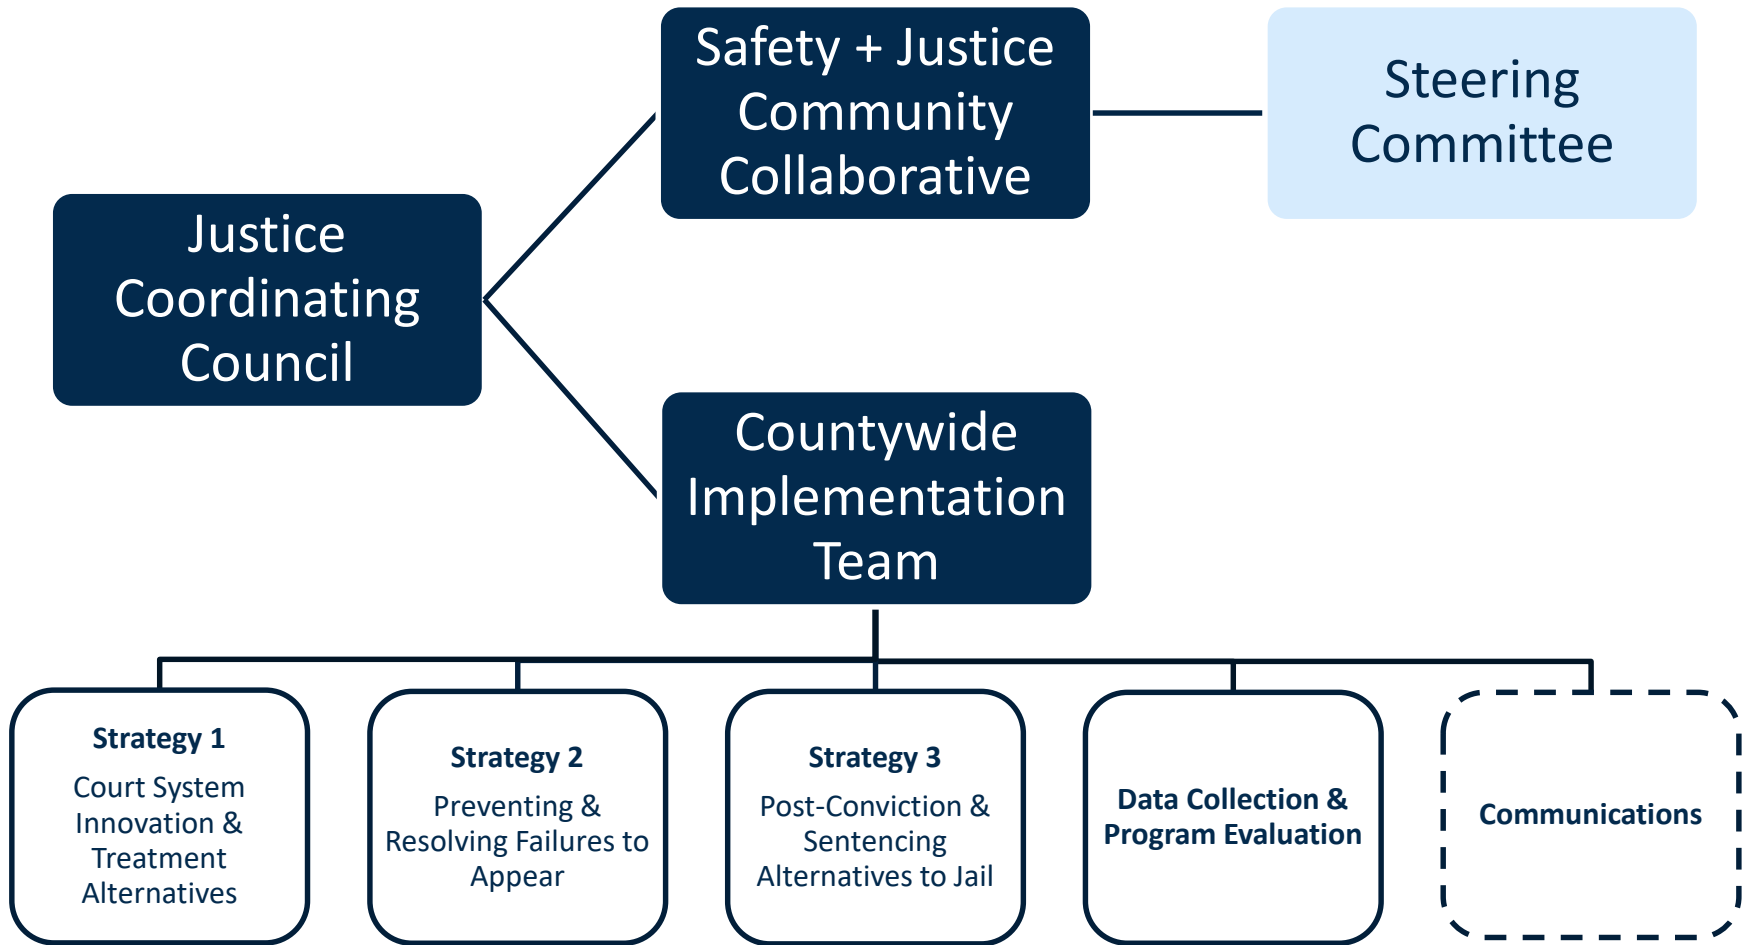 Safety + Justice
Community
Collaborative
Steering
Committee
Justice
Coordinating
Council
Countywide
Implementation
Team
Strategy 1
Court System
Innovation &
Treatment
Alternatives
Strategy 2
Preventing &
Resolving Failures to
Appear
Strategy 3
Post-Conviction &
Sentencing
Alternatives to Jail
Data Collection &
Program Evaluation
Communications